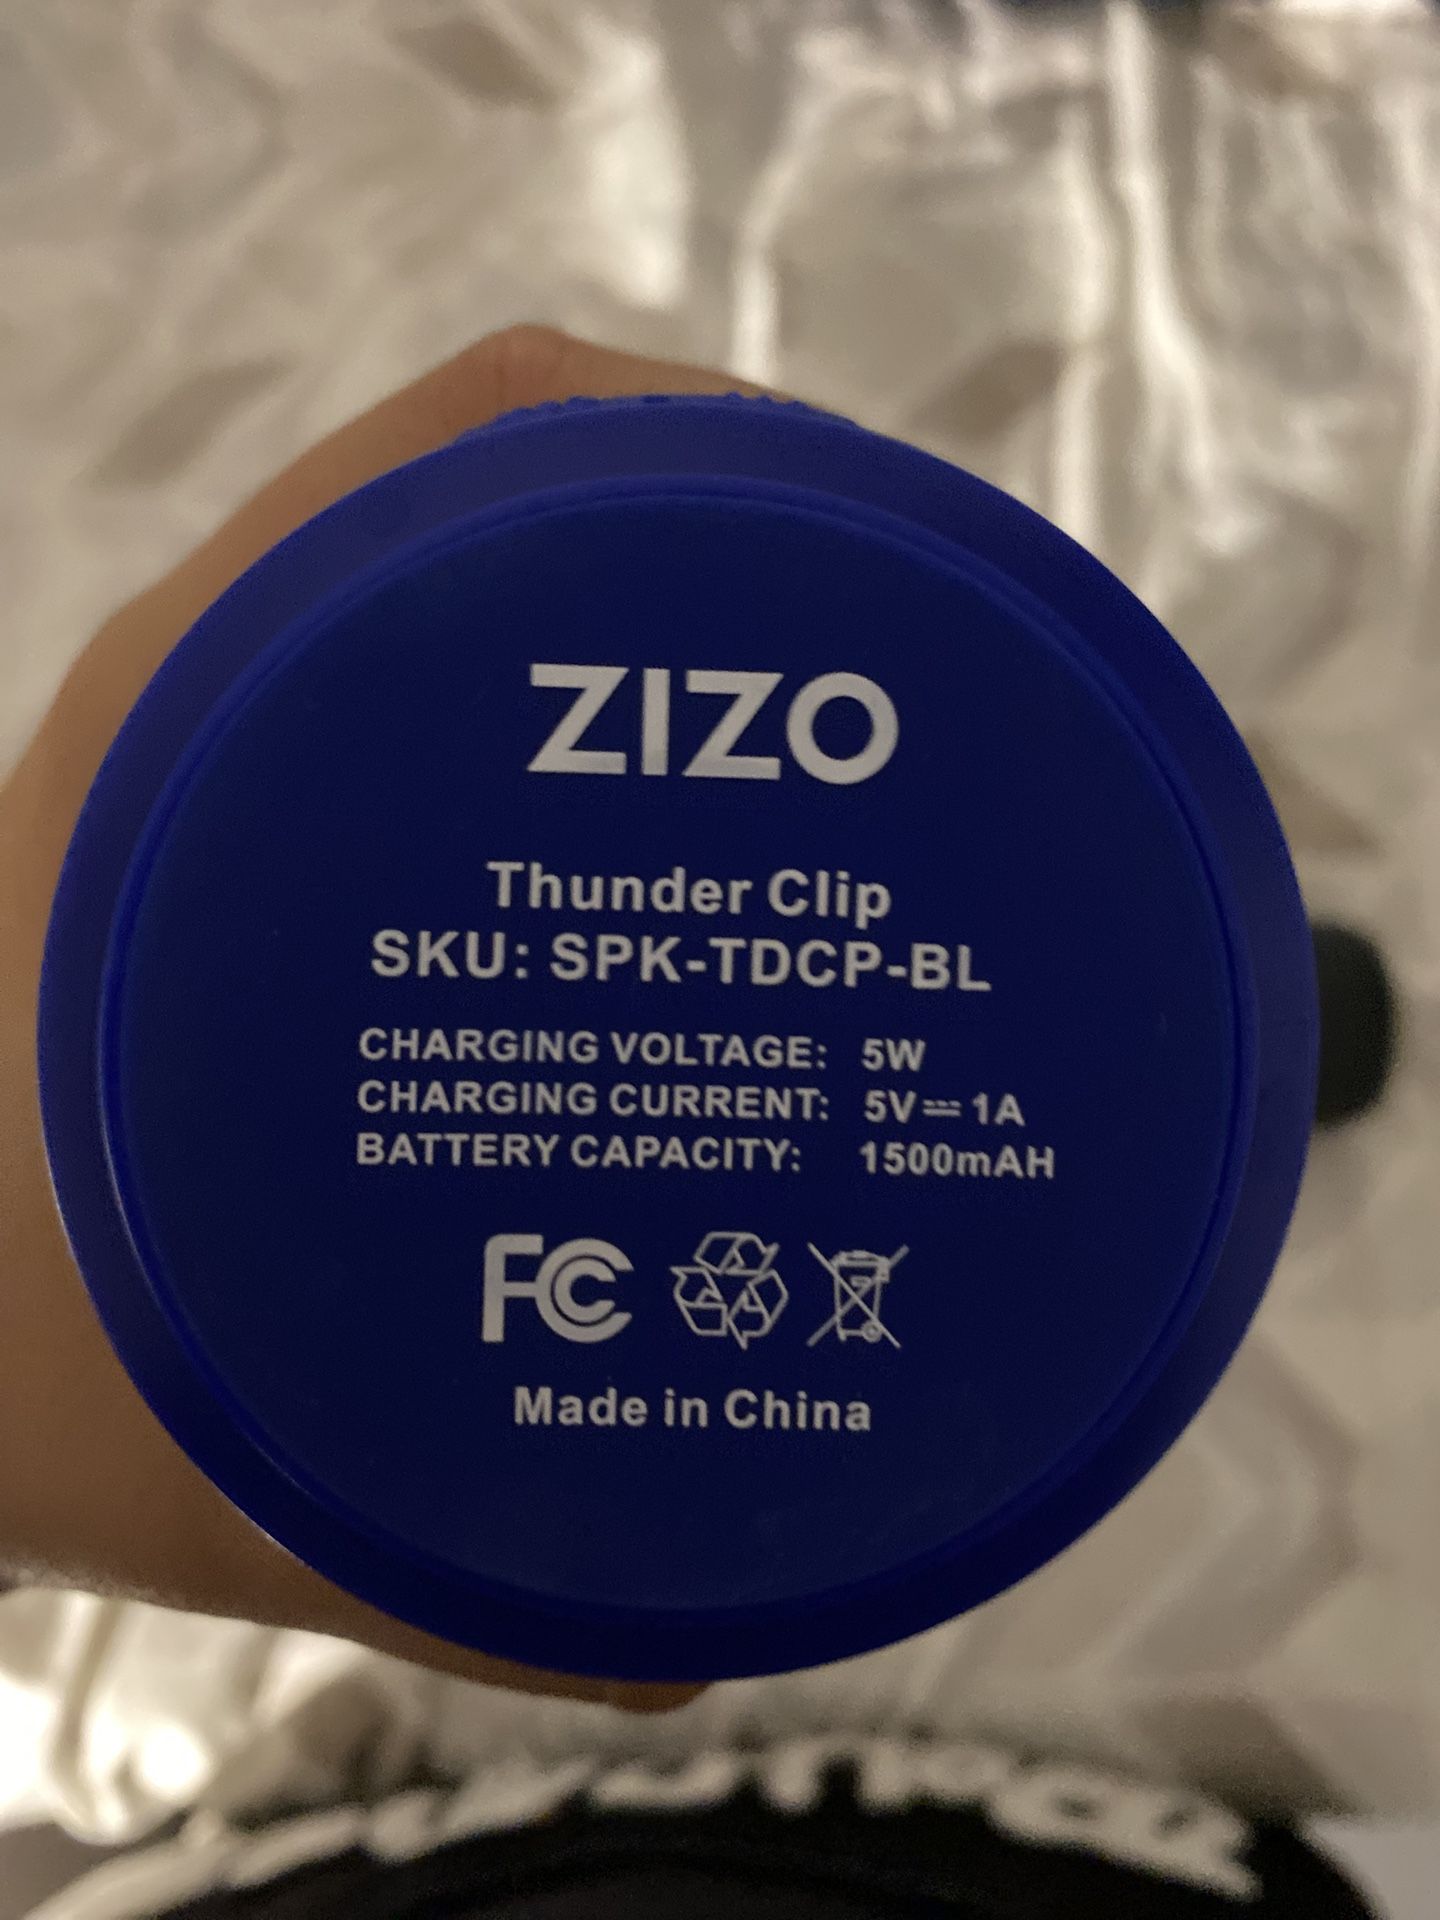 ZIZO
Thunder Clip
SKU: SPK-TDCP-BL
CHARGING VOLTAGE: 5W
CHARGING CURRENT: 5V⎓1A
BATTERY CAPACITY: 1500mAH
FC
Made in China